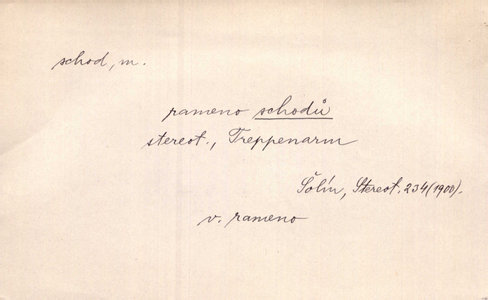 schod, m.
rameno schodů
stereot., Treppenarm
Šolín, Stereot. 234 (1900).
v. rameno